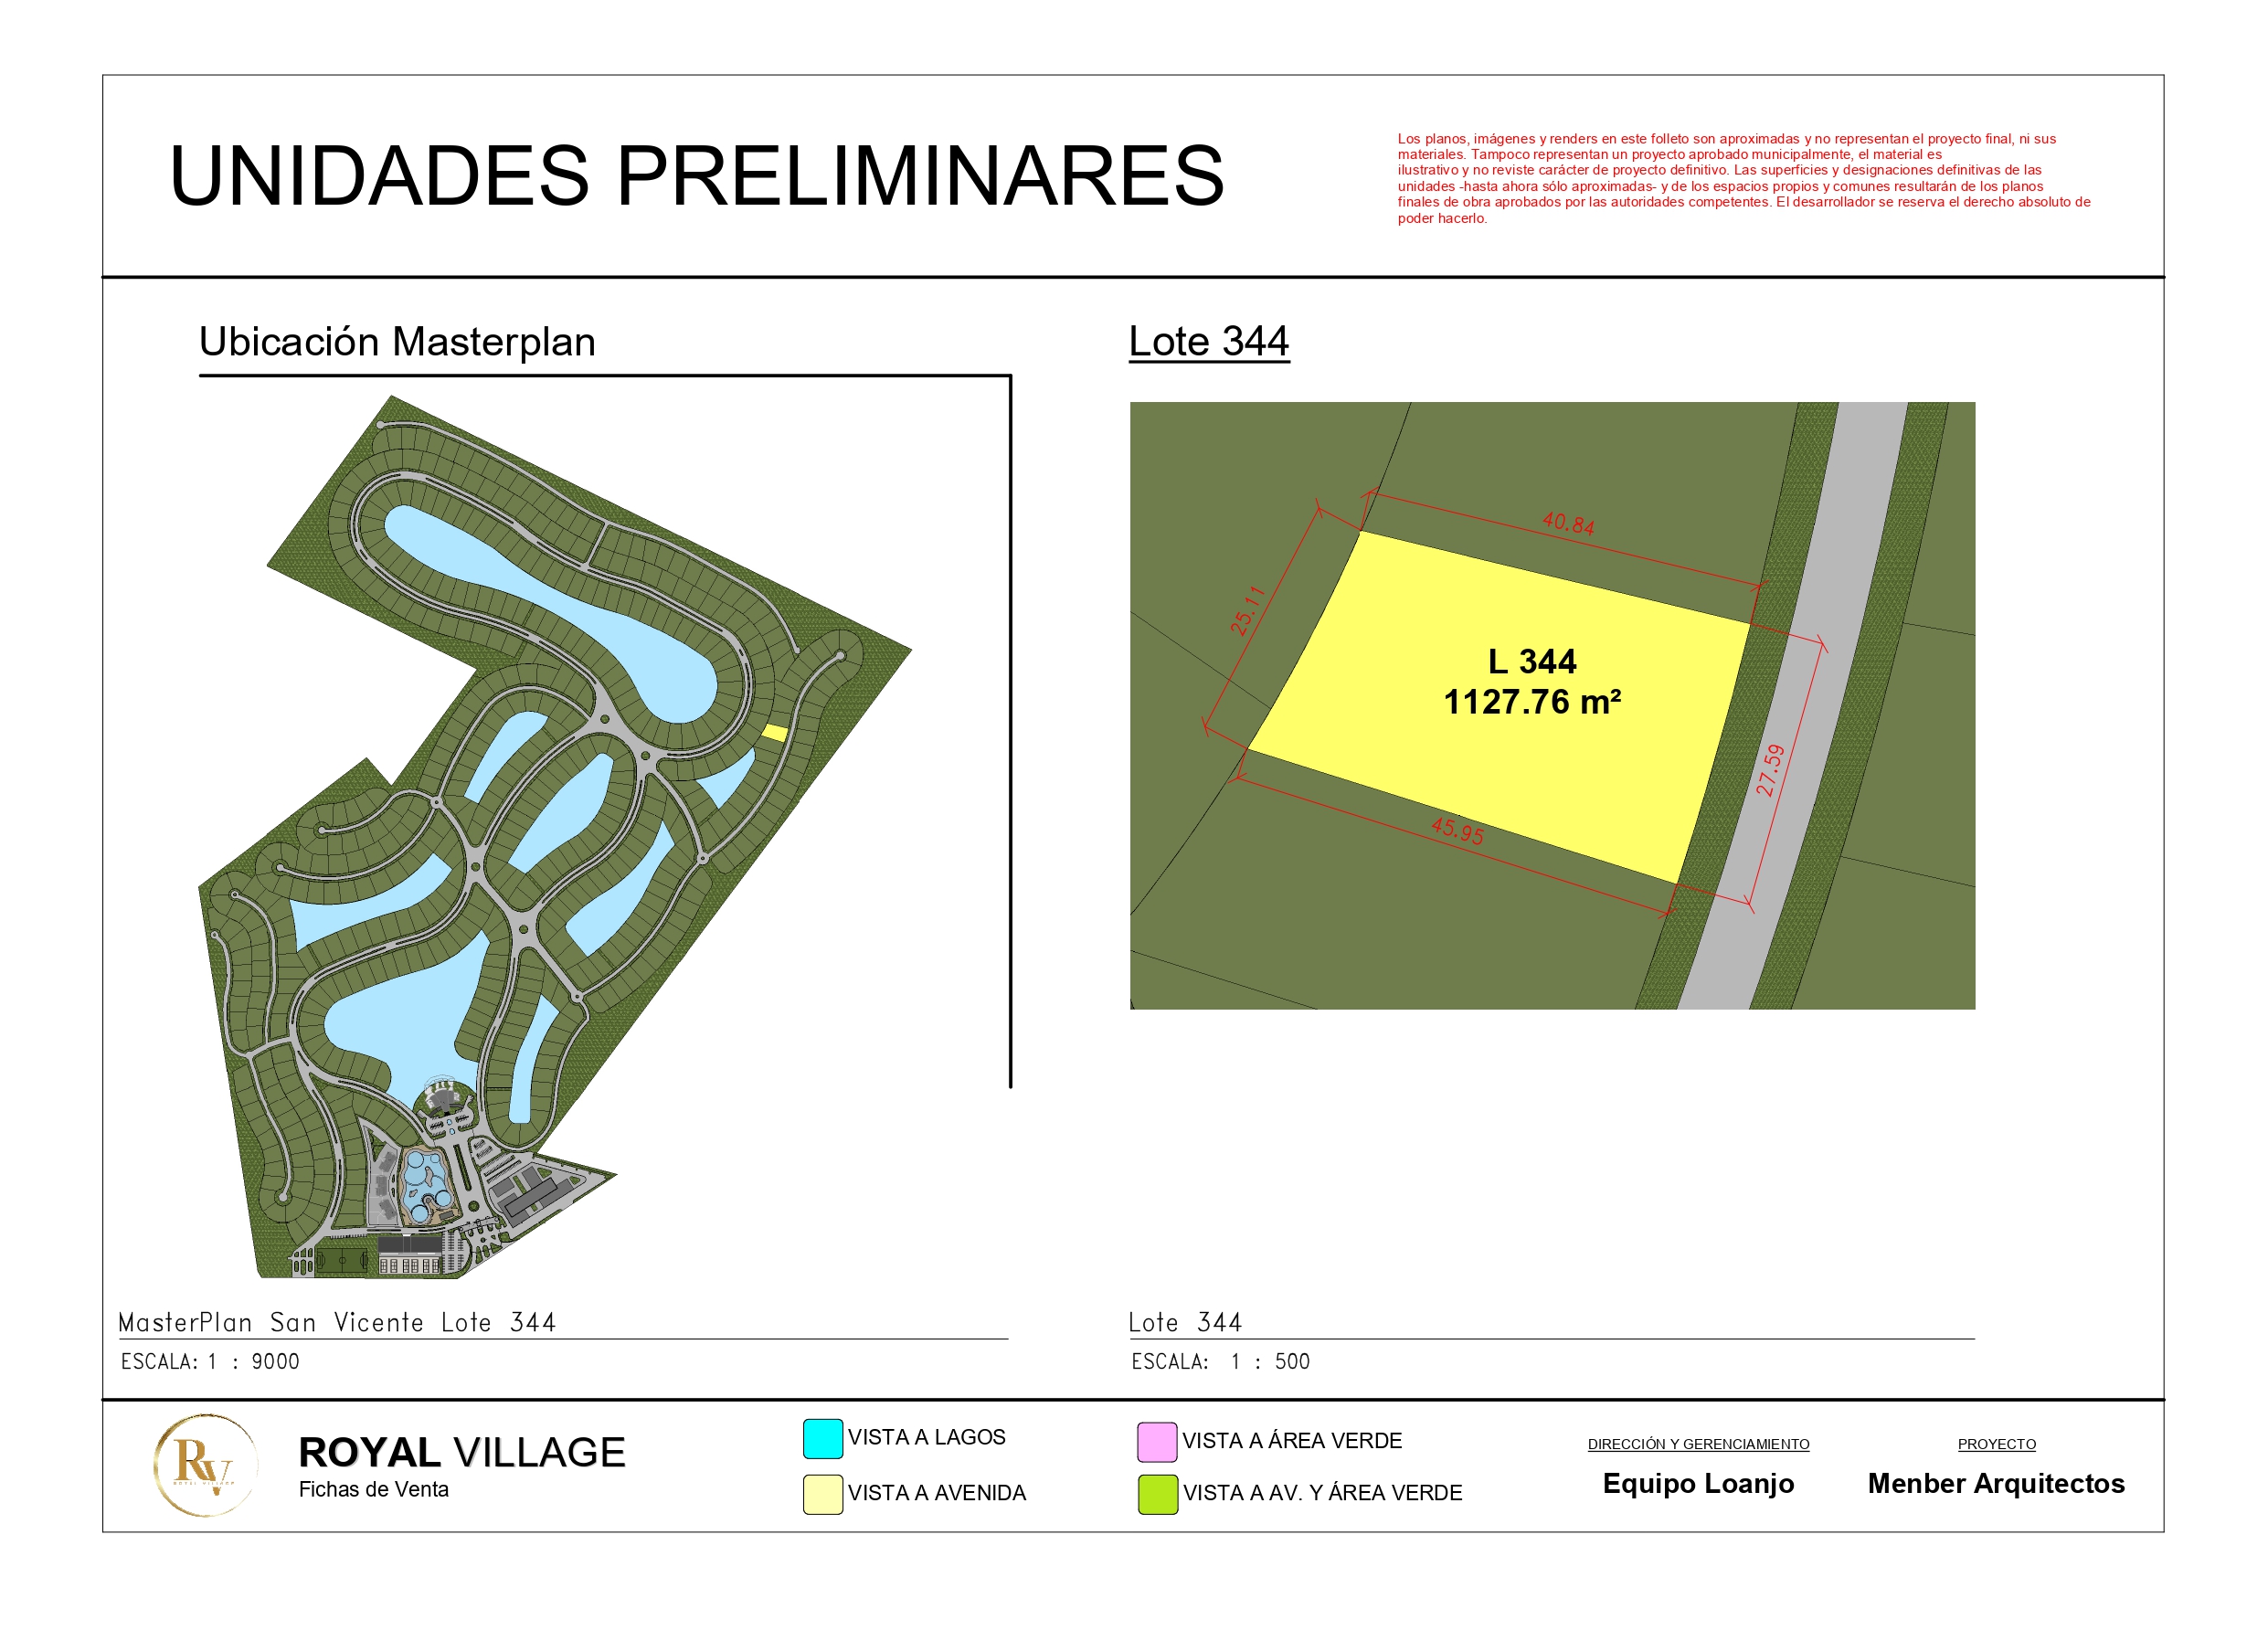 UNIDADES PRELIMINARES
Los planos, imágenes y renders en este folleto son aproximadas y no representan el proyecto final, ni sus
materiales. Tampoco representan un proyecto aprobado municipalmente, el material es
ilustrativo y no reviste carácter de proyecto definitivo. Las superficies y designaciones definitivas de las
unidades -hasta ahora sólo aproximadas- y de los espacios propios y comunes resultarán de los planos
finales de obra aprobados por las autoridades competentes. El desarrollador se reserva el derecho absoluto de
poder hacerlo.
Ubicación Masterplan
Lote 344
40.84
25.11
L 344
1127.76 m²
27.59
45.95
MasterPlan San Vicente Lote 344
ESCALA: 1 : 9000
Lote 344
ESCALA: 1 : 500
RV
ROYAL VILLAGE
ROYAL VILLAGE
Fichas de Venta
VISTA A LAGOS
VISTA A AVENIDA
VISTA A ÁREA VERDE
VISTA A AV. Y ÁREA VERDE
DIRECCIÓN Y GERENCIAMIENTO
Equipo Loanjo
PROYECTO
Menber Arquitectos